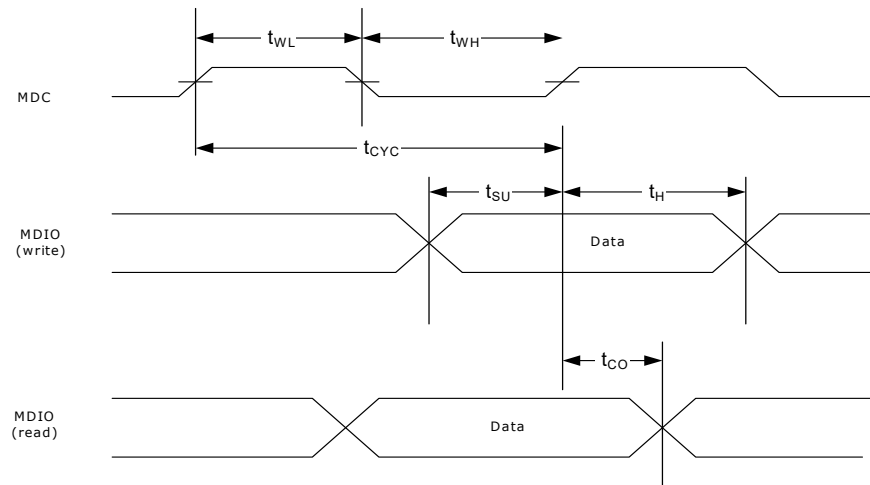 tWL
tWH
MDC
tCYC
tSU
tH
MDIO
(write)
Data
tCO
MDIO
(read)
Data